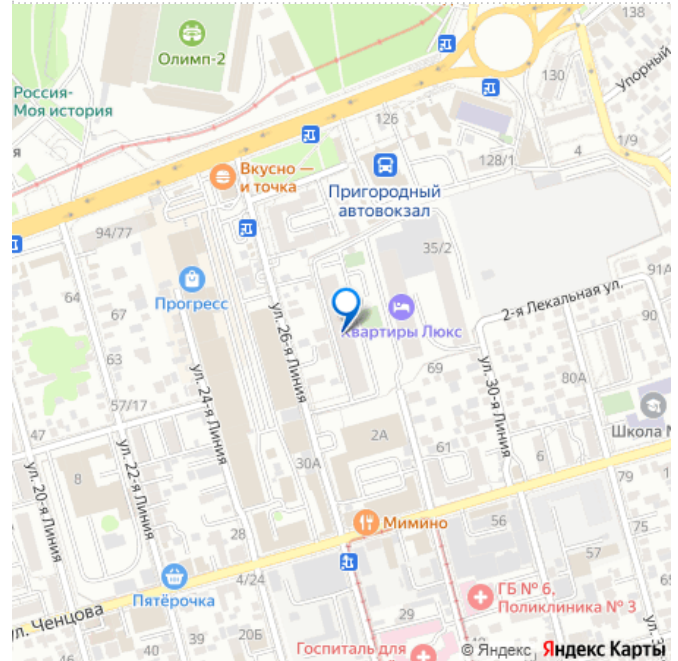 138
Олимп-2
130
Упорный
Россия-
Моя история
126
1/9
я
128/1
4
Вкусно —
и точка
Пригородный
автовокзал
94/77
35/2
91А
64
Прогресс
2-я Лекальная ул.
67
90
Квартиры Люкс
ул. 26-я Линия
63
69
ул. 30-я Линия
80А
57/17
ул. 24-я Линия
47
2А
Школа №
61
6
30А
8
ул. 22-я Линия
79
ул. 20-я Линия
Мимино
56
75
28
57
4/24
Пятёрочка
ГБ № 6,
Поликлиника № 3
ул. Ченцова
29
20Б
Госпиталь для
© Яндекс Яндекс Карты